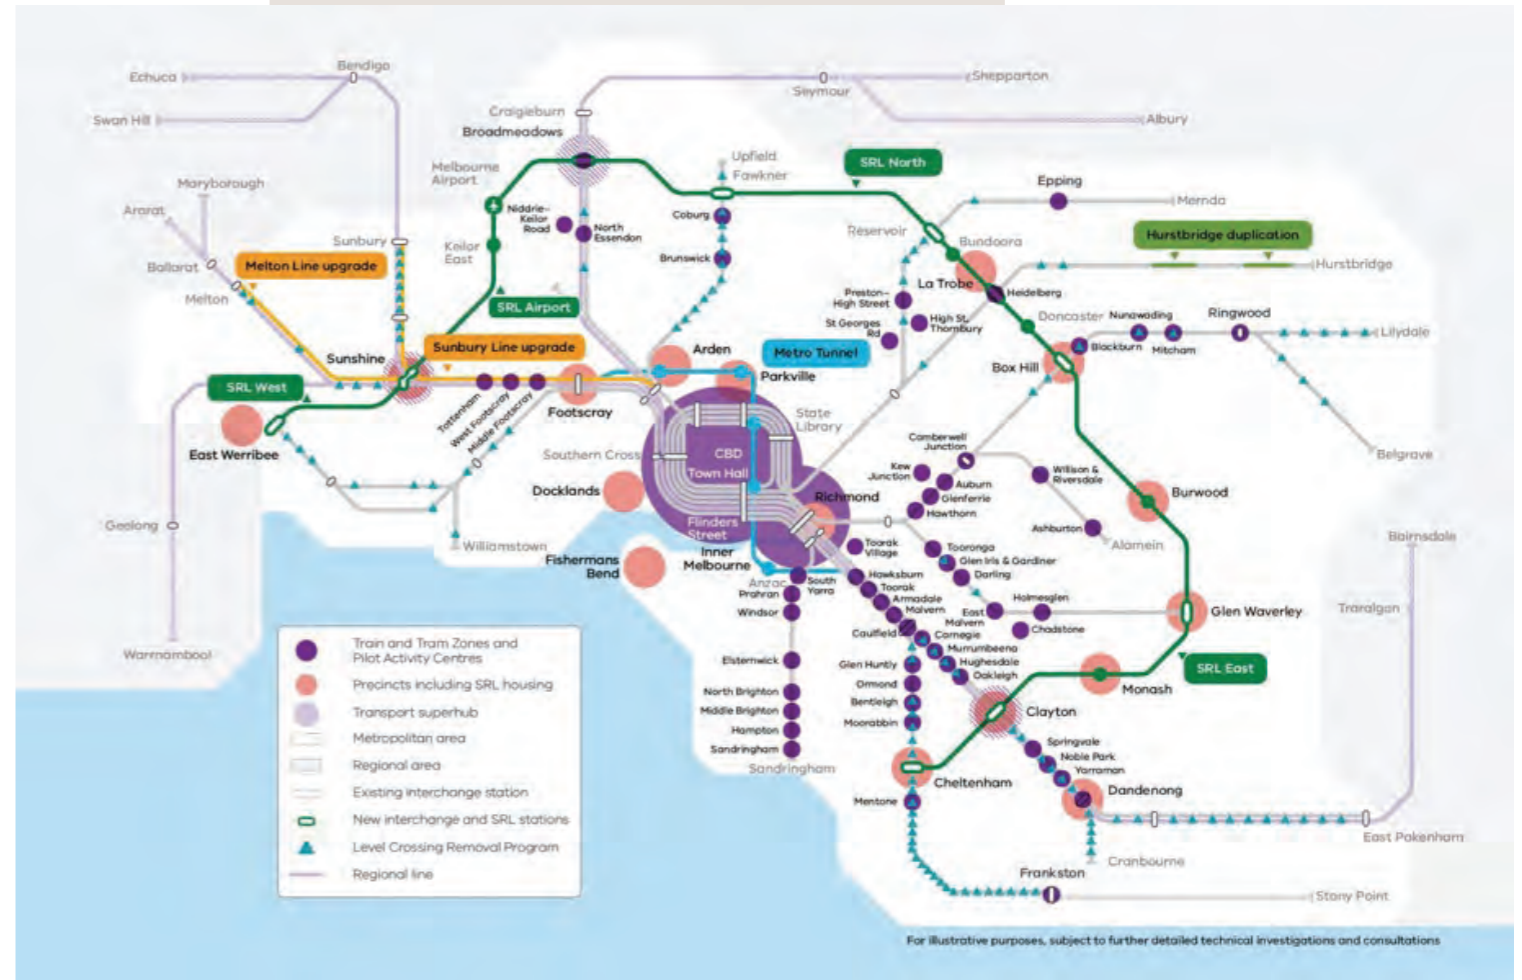 Echuca
Bendigo
Shepparton
Seymour
Swan Hill
Albury
Craigieburn
Broadmeadows
Upfield
Fawkner
SRL North
Melbourne
Airport
Maryborough
Epping
Mernda
Ararat
Niddrie-
Keilor
Road
North
Essendon
Coburg
Reservoir
Bundoora
Hurstbridge duplication
Sunbury
Keilor
East
Brunswick
Hurstbridge
Ballarat
Melton Line upgrade
La Trobe
Heidelberg
Melton
SRL Airport
Preston-
High Street
St Georges
Rd
High St,
Thornbury
Doncaster
Nunawading
Ringwood
Lilydale
Blackburn
Mitcham
Sunshine
Sunbury Line upgrade
Arden
Metro Tunnel
Parkville
Box Hill
SRL West
Tottenham
West Footscray
Middle Footscray
Footscray
State
Library
East Werribee
Southern Cross
CBD
Town Hall
Camberwell
Junction
Kew
Junction
Auburn
Glenferrie
Hawthorn
Willison &
Riversdale
Belgrave
Docklands
Richmond
Burwood
Geelong
Flinders
Street
Ashburton
Alamein
Bairnsdale
Williamstown
Fishermans
Bend
Inner
Melbourne
Toorak
Village
Tooronga
Glen Iris & Gardiner
Darling
Anzac
South
Yarra
Prahran
Windsor
Hawksburn
Toorak
Armadale
Malvern
East
Malvern
Holmesglen
Chadstone
Glen Waverley
Traralgon
Caulfield
Carnegie
Murrumbeena
Hughesdale
Oakleigh
Warrnambool
Elsternwick
Glen Huntly
Ormond
Bentleigh
Moorabbin
SRL East
Monash
North Brighton
Middle Brighton
Hampton
Sandringham
Sandringham
Clayton
Springvale
Noble Park
Yarraman
Cheltenham
Dandenong
Mentone
East Pakenham
Cranbourne
Frankston
Stony Point
Train and Tram Zones and
Pilot Activity Centres
Precincts including SRL housing
Transport superhub
Metropolitan area
Regional area
Existing interchange station
New interchange and SRL stations
Level Crossing Removal Program
Regional line
For illustrative purposes, subject to further detailed technical investigations and consultations